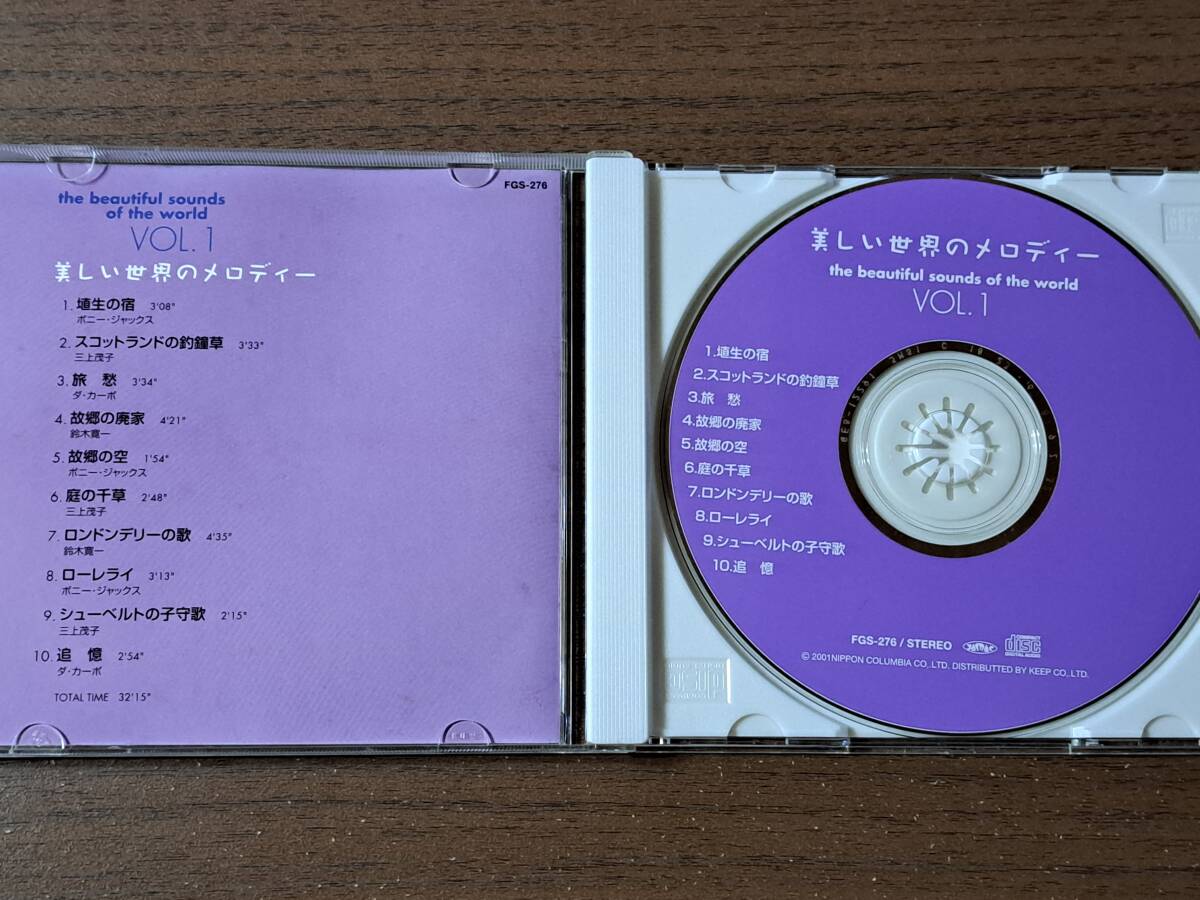 FGS-276
the beautiful sounds
of the world
VOL.1
美しい世界のメロディー
1. 埴生の宿 3'08"
ボニー・ジャックス
2. スコットランドの釣鐘草 3'33"
三上茂子
3. 旅 愁 3'34"
ダ・カーポ
4. 故郷の廃家 4'21"
鈴木寛一
5. 故郷の空 1'54"
ボニー・ジャックス
6. 庭の千草 2'48"
三上茂子
7. ロンドンデリーの歌 4'35"
鈴木寛一
8. ローレライ 3'13"
ボニー・ジャックス
9. シューベルトの子守歌 2'15"
三上茂子
10. 追 憶 2'54"
ダ・カーポ
TOTAL TIME 32'15"
美しい世界のメロディー
the beautiful sounds of the world
VOL.1
1.埴生の宿
2.スコットランドの釣鐘草
3.旅 愁
4.故郷の廃家
5.故郷の空
6.庭の千草
7.ロンドンデリーの歌
8.ローレライ
9.シューベルトの子守歌
10.追 憶
FGS-276 / STEREO
COMPACT
disc
DIGITAL AUDIO
© 2001NIPPON COLUMBIA CO.,LTD. DISTRIBUTTED BY KEEP CO,.LTD.